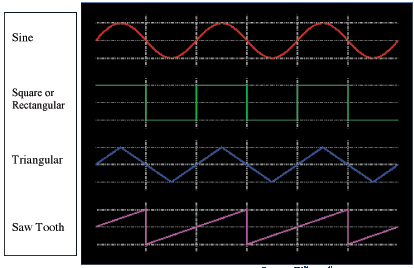 Sine
Square or
Rectangular
Triangular
Saw Tooth